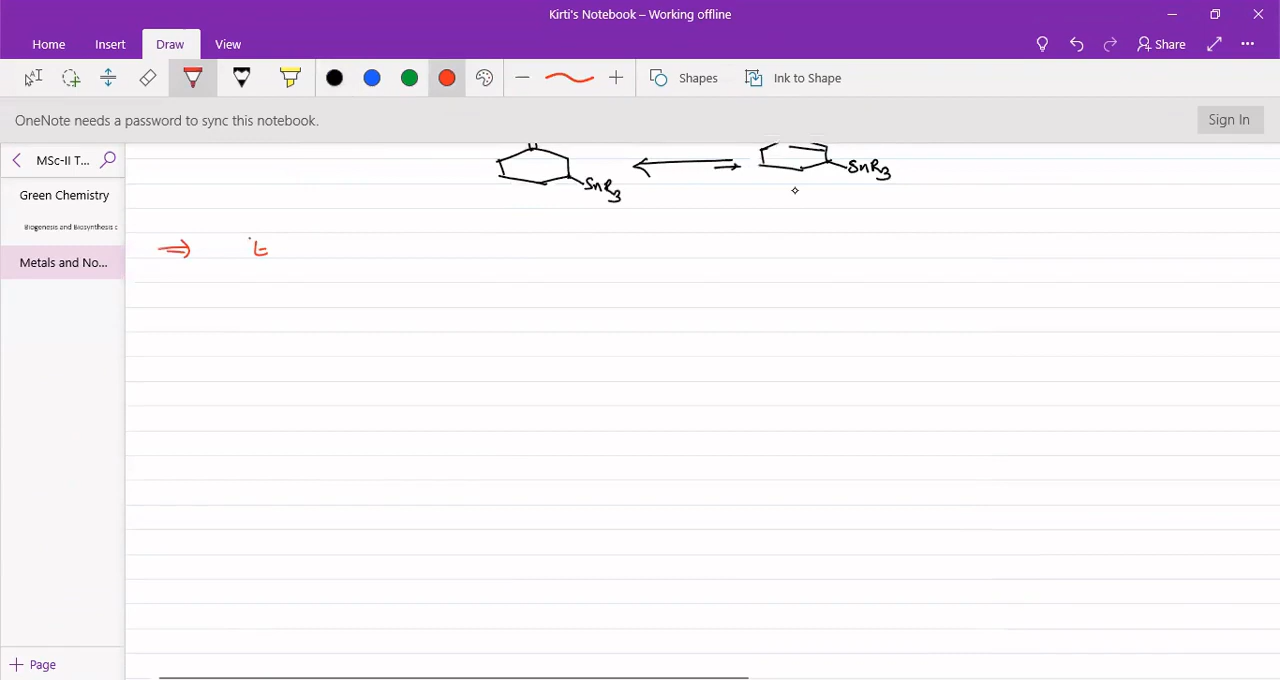 Kirti's Notebook – Working offline
Home Insert Draw View
Share
Shapes Ink to Shape
OneNote needs a password to sync this notebook. Sign In
MSc-II T...
Green Chemistry
Biogenesis and Biosynthesis
Metals and No...
SnR3 SnR3
⇒ t
+ Page